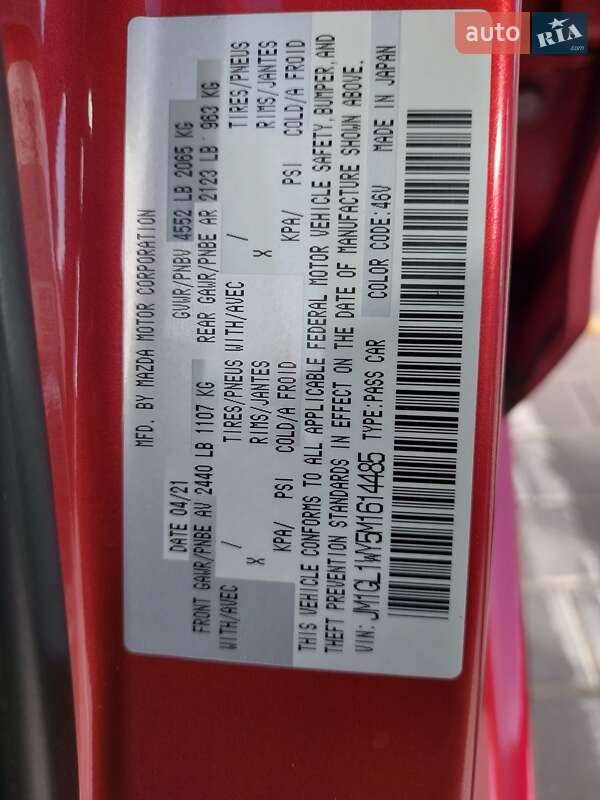 auto RIA .com
MFD. BY MAZDA MOTOR CORPORATION
DATE 04/21 GVWR/PNBV 4552 LB 2065 KG
FRONT GAWR/PNBE AV 2440 LB 1107 KG REAR GAWR/PNBE AR 2123 LB 963 KG
WITH/AVEC / TIRES/PNEUS WITH/AVEC / TIRES/PNEUS
X RIMS/JANTES X RIMS/JANTES
KPA/ PSI COLD/A FROID KPA/ PSI COLD/A FROID
THIS VEHICLE CONFORMS TO ALL APPLICABLE FEDERAL MOTOR VEHICLE SAFETY, BUMPER, AND
THEFT PREVENTION STANDARDS IN EFFECT ON THE DATE OF MANUFACTURE SHOWN ABOVE.
VIN: JM1GL1WY5M1614485 TYPE:PASS CAR COLOR CODE:46V MADE IN JAPAN